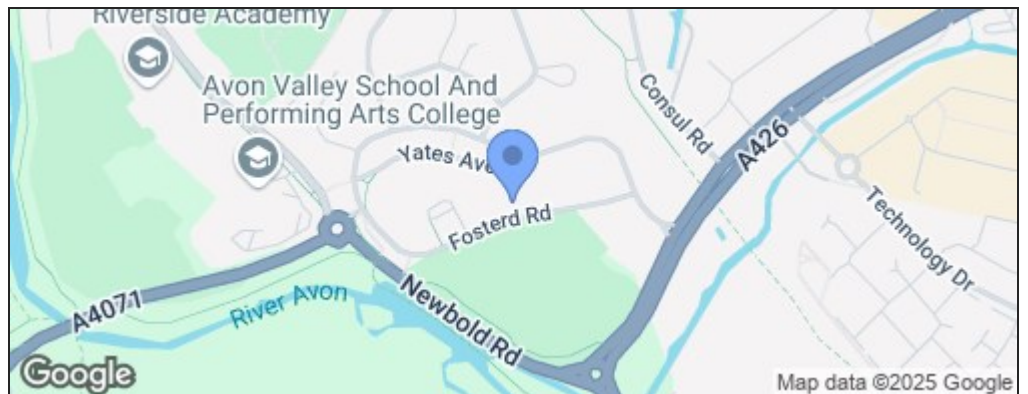 Riverside Academy
Avon Valley School And
Performing Arts College
Yates Ave
Fosterd Rd
Consul Rd
A426
Technology Dr
A4071
River Avon
Newbold Rd
Google
Map data ©2025 Google